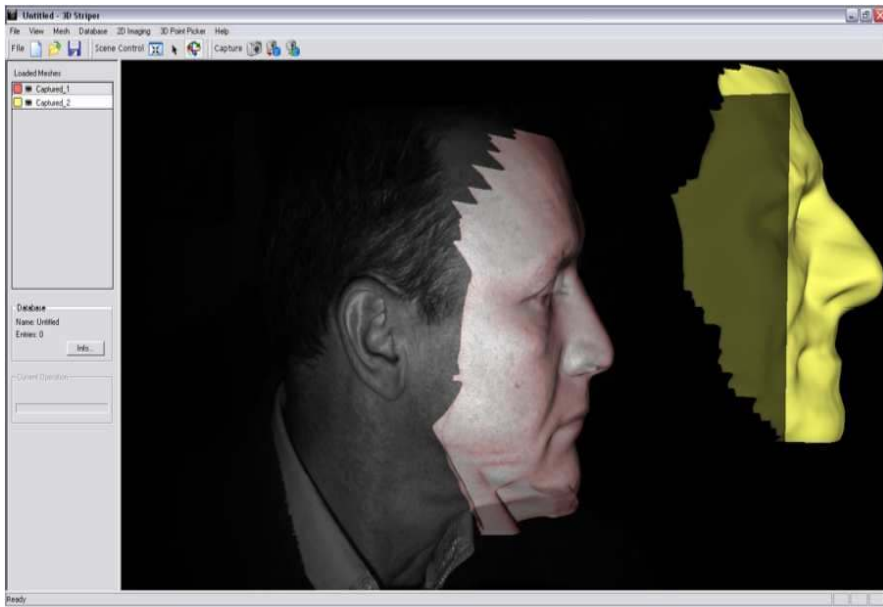 Untitled - 3D Striper
File View Mesh Database 2D Imaging 3D Point Picker Help
File Scene Control Capture
Loaded Meshes
Captured_1
Captured_2
Database
Name: Untitled
Entries: 0
Info...
Current Operation
Ready